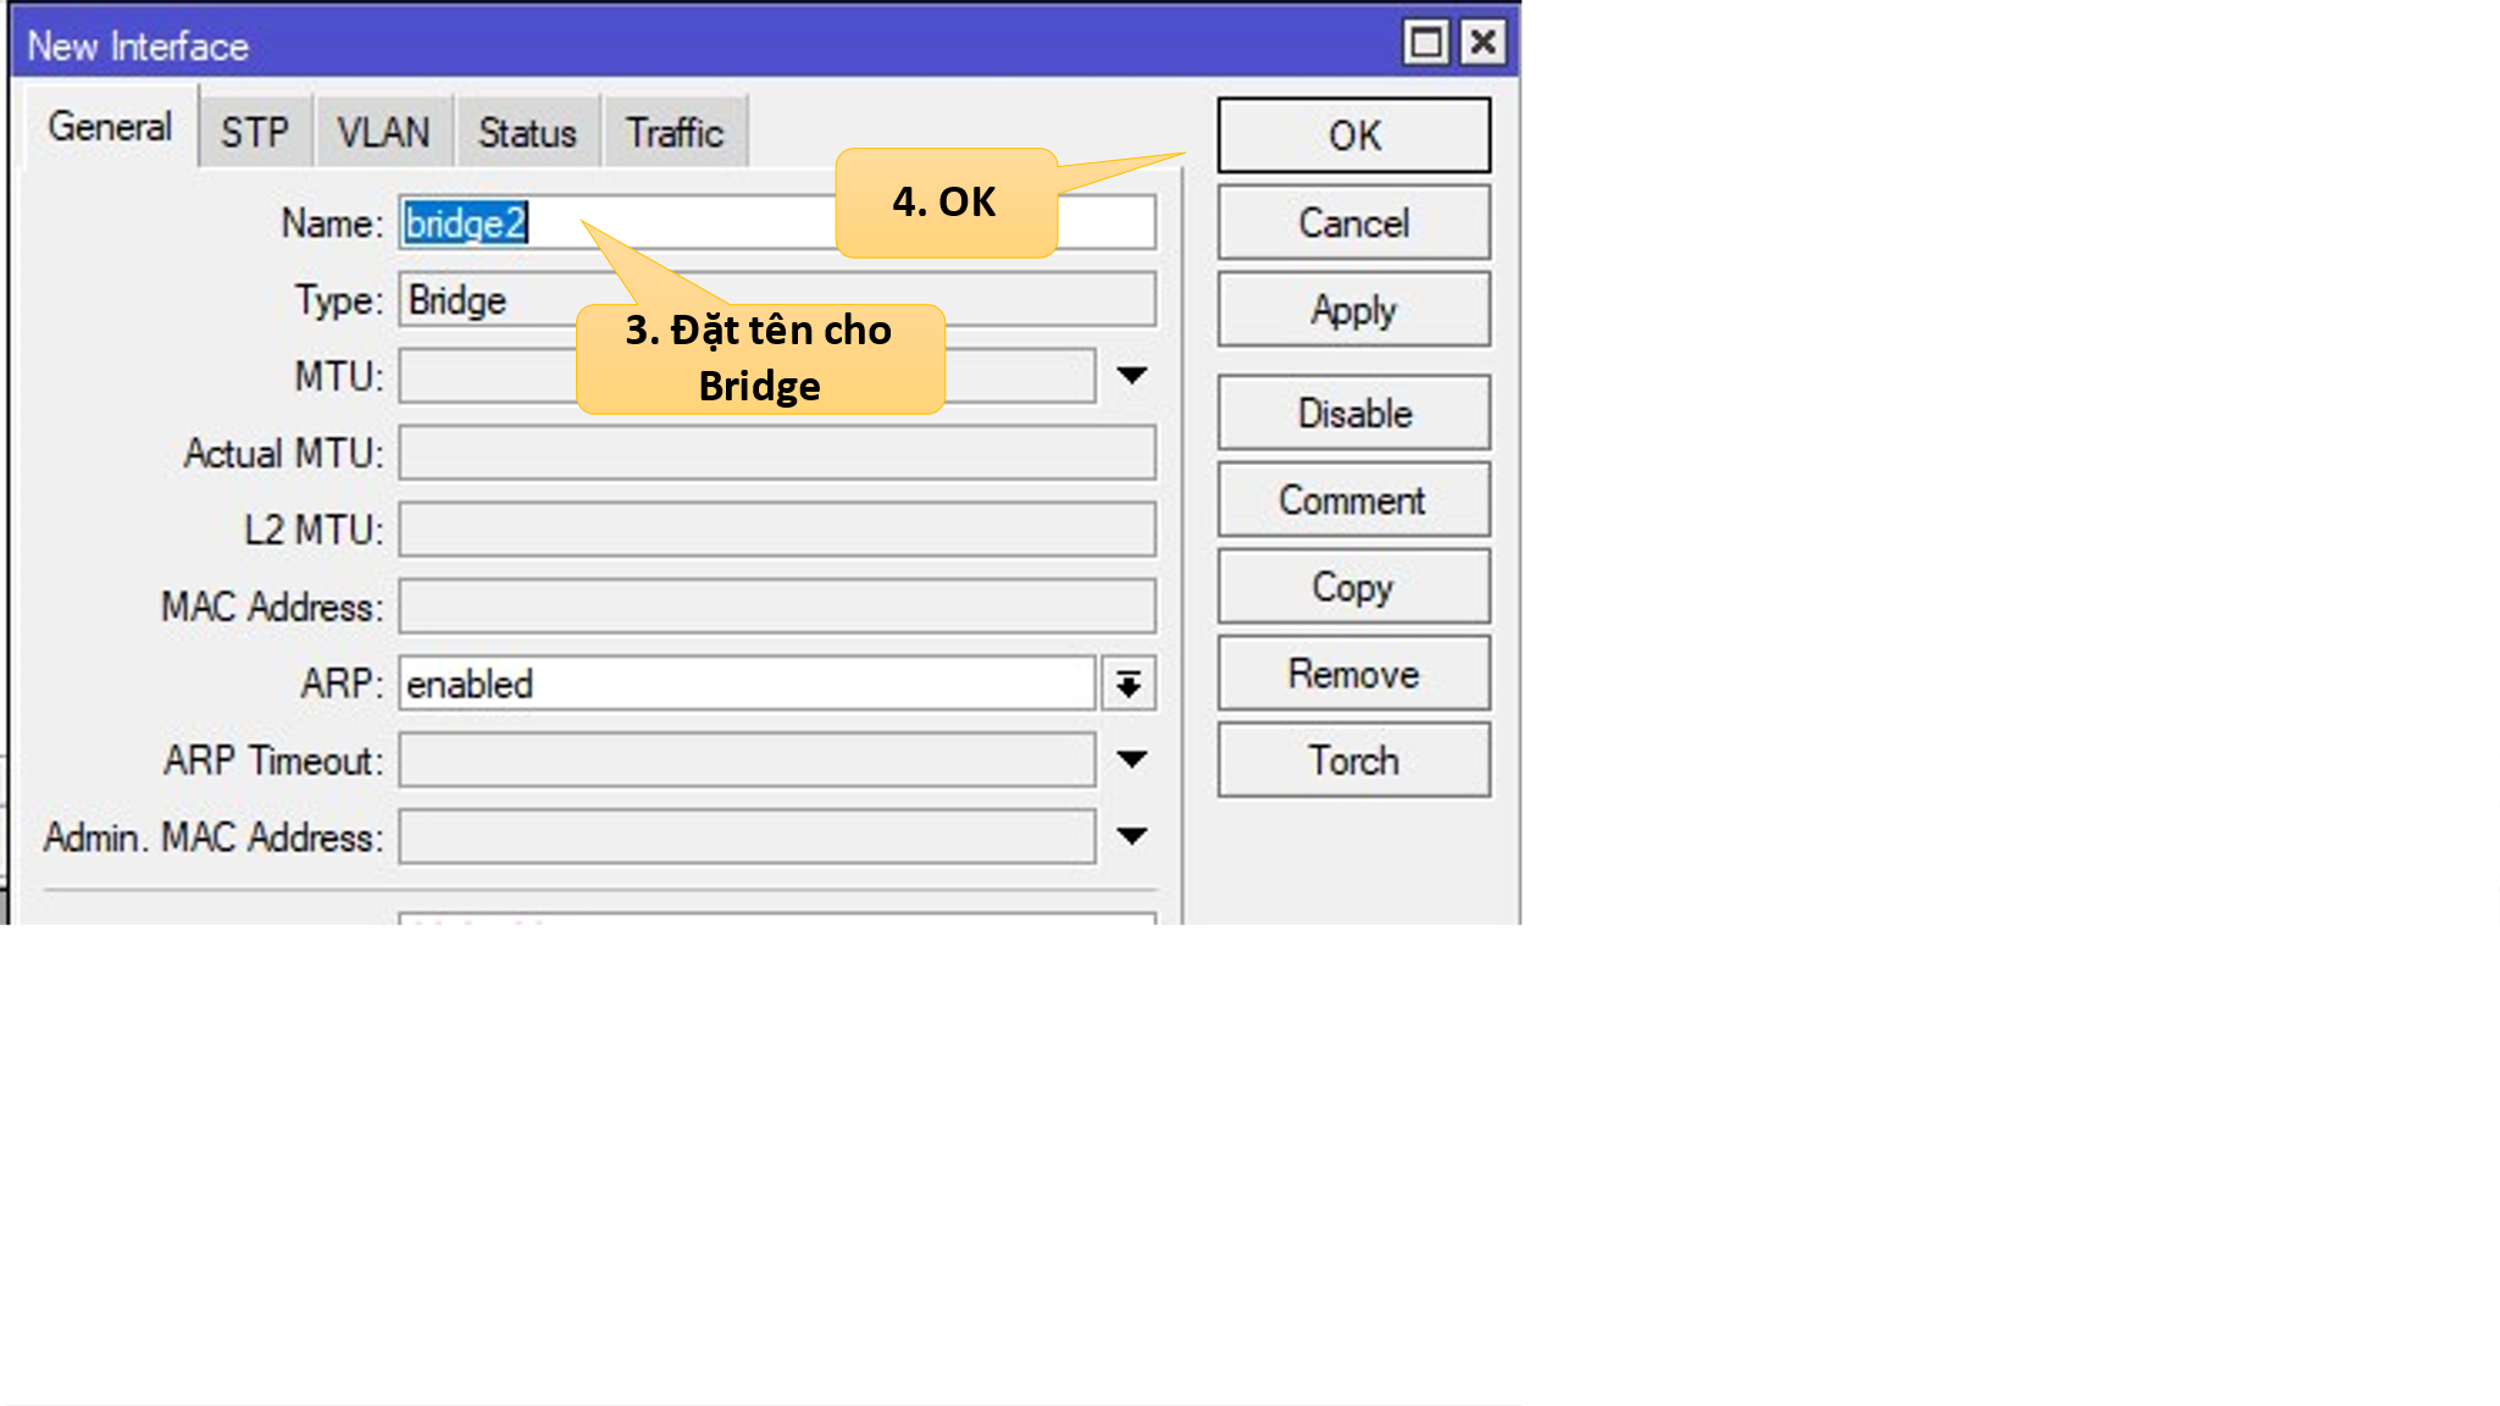 New Interface
General STP VLAN Status Traffic
OK
Cancel
Apply
Disable
Comment
Copy
Remove
Torch
4. OK
Name: bridge2
Type: Bridge
3. Đặt tên cho
Bridge
MTU:
Actual MTU:
L2 MTU:
MAC Address:
ARP: enabled
ARP Timeout:
Admin. MAC Address: